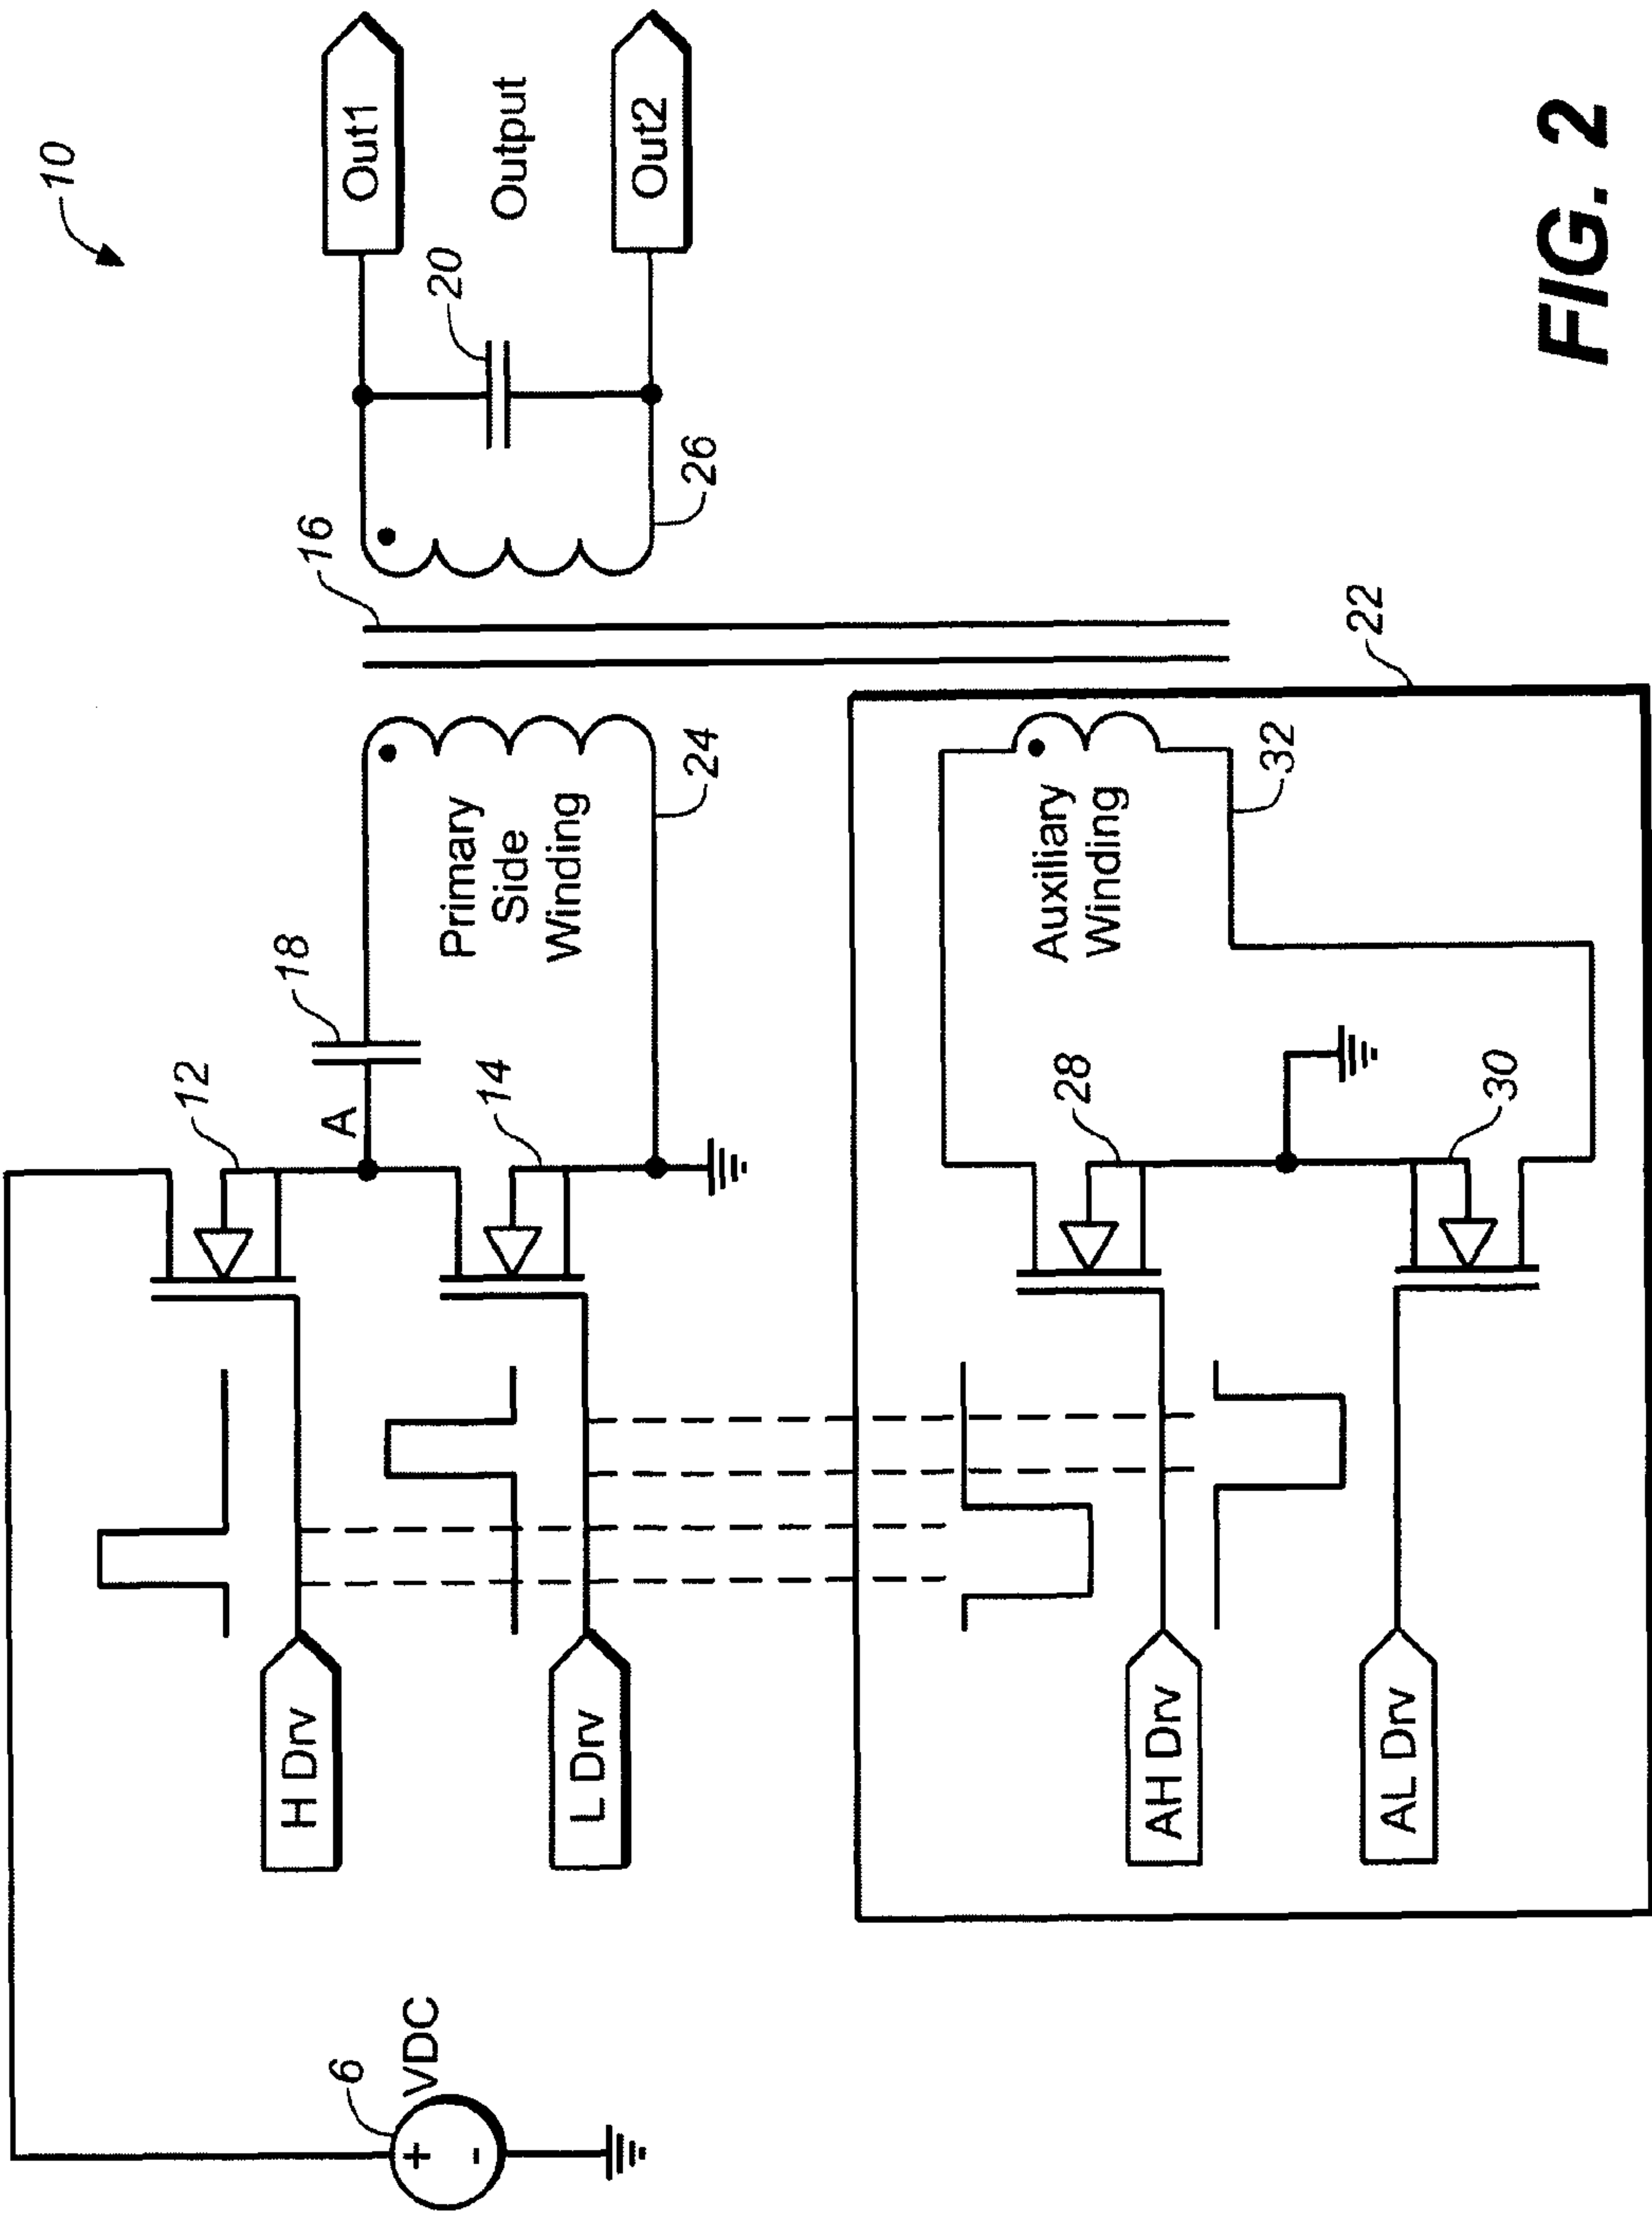 10
Out1
Output
Out2
20
26
16
18
12
A
14
Primary
Side
Winding
24
H Drv
L Drv
6
VDC
+
-
22
Auxiliary
Winding
32
28
30
AH Drv
AL Drv
FIG. 2